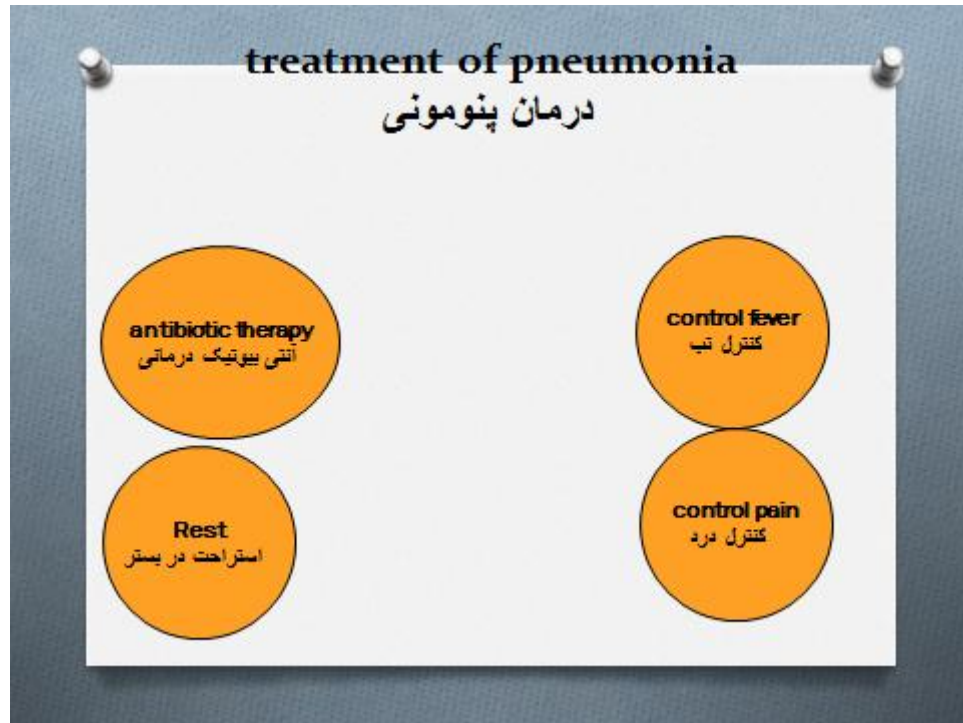 treatment of pneumonia
درمان پنومونی
antibiotic therapy
آنتی بیوتیک درمانی
control fever
کنترل تب
Rest
استراحت در بستر
control pain
کنترل درد